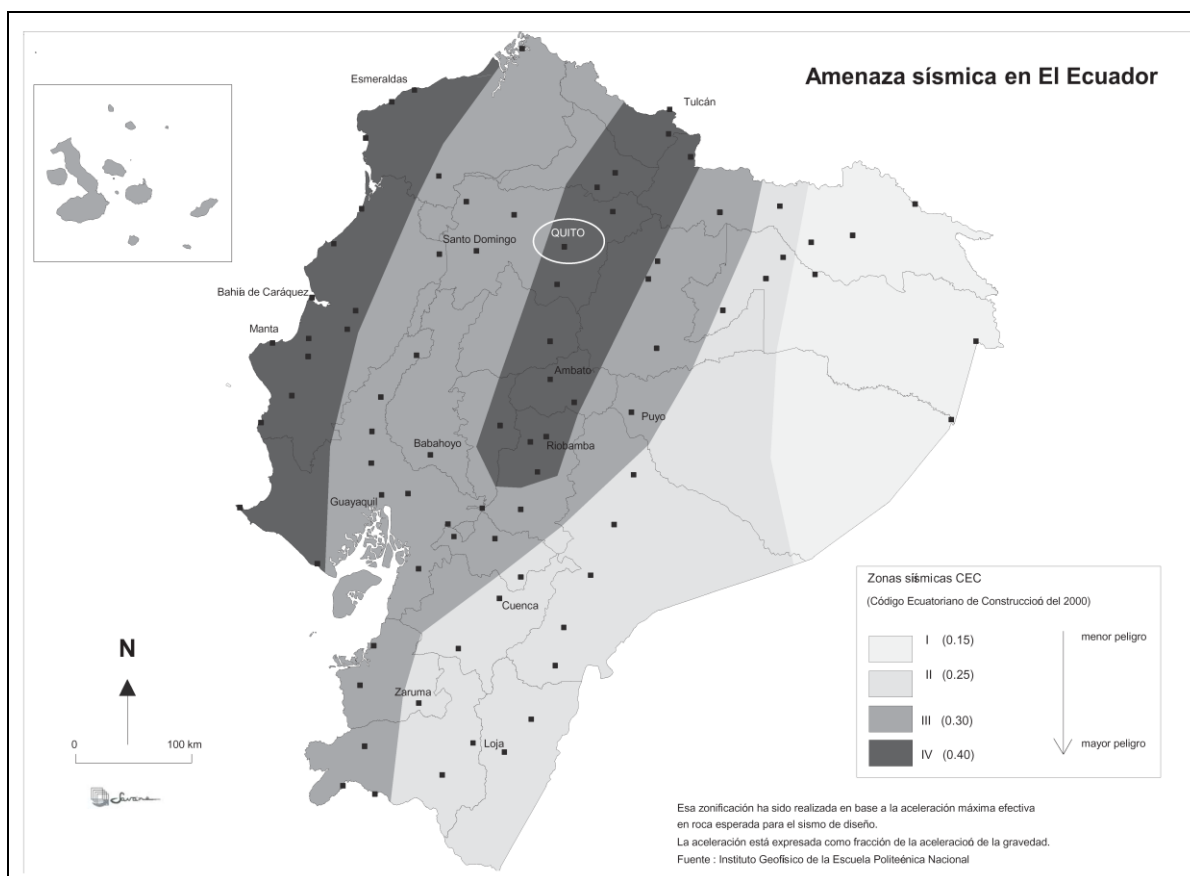 Amenaza sísmica en El Ecuador
Esmeraldas
Tulcán
QUITO
Santo Domingo
Bahiá de Caráquez
Manta
Ambato
Puyo
Babahoyo
Riobamba
Guayaquil
Cuenca
Zaruma
Loja
N
0 100 km
Savane
Zonas sísmicas CEC
(Código Ecuatoriano de Construccioó del 2000)
I (0.15)
II (0.25)
III (0.30)
IV (0.40)
menor peligro
mayor peligro
Esa zonificación ha sido realizada en base a la aceleración máxima efectiva
en roca esperada para el sismo de diseño.
La aceleración está expresada como fracción de la aceleracioó de la gravedad.
Fuente : Instituto Geofísico de la Escuela Politeénica Nacional